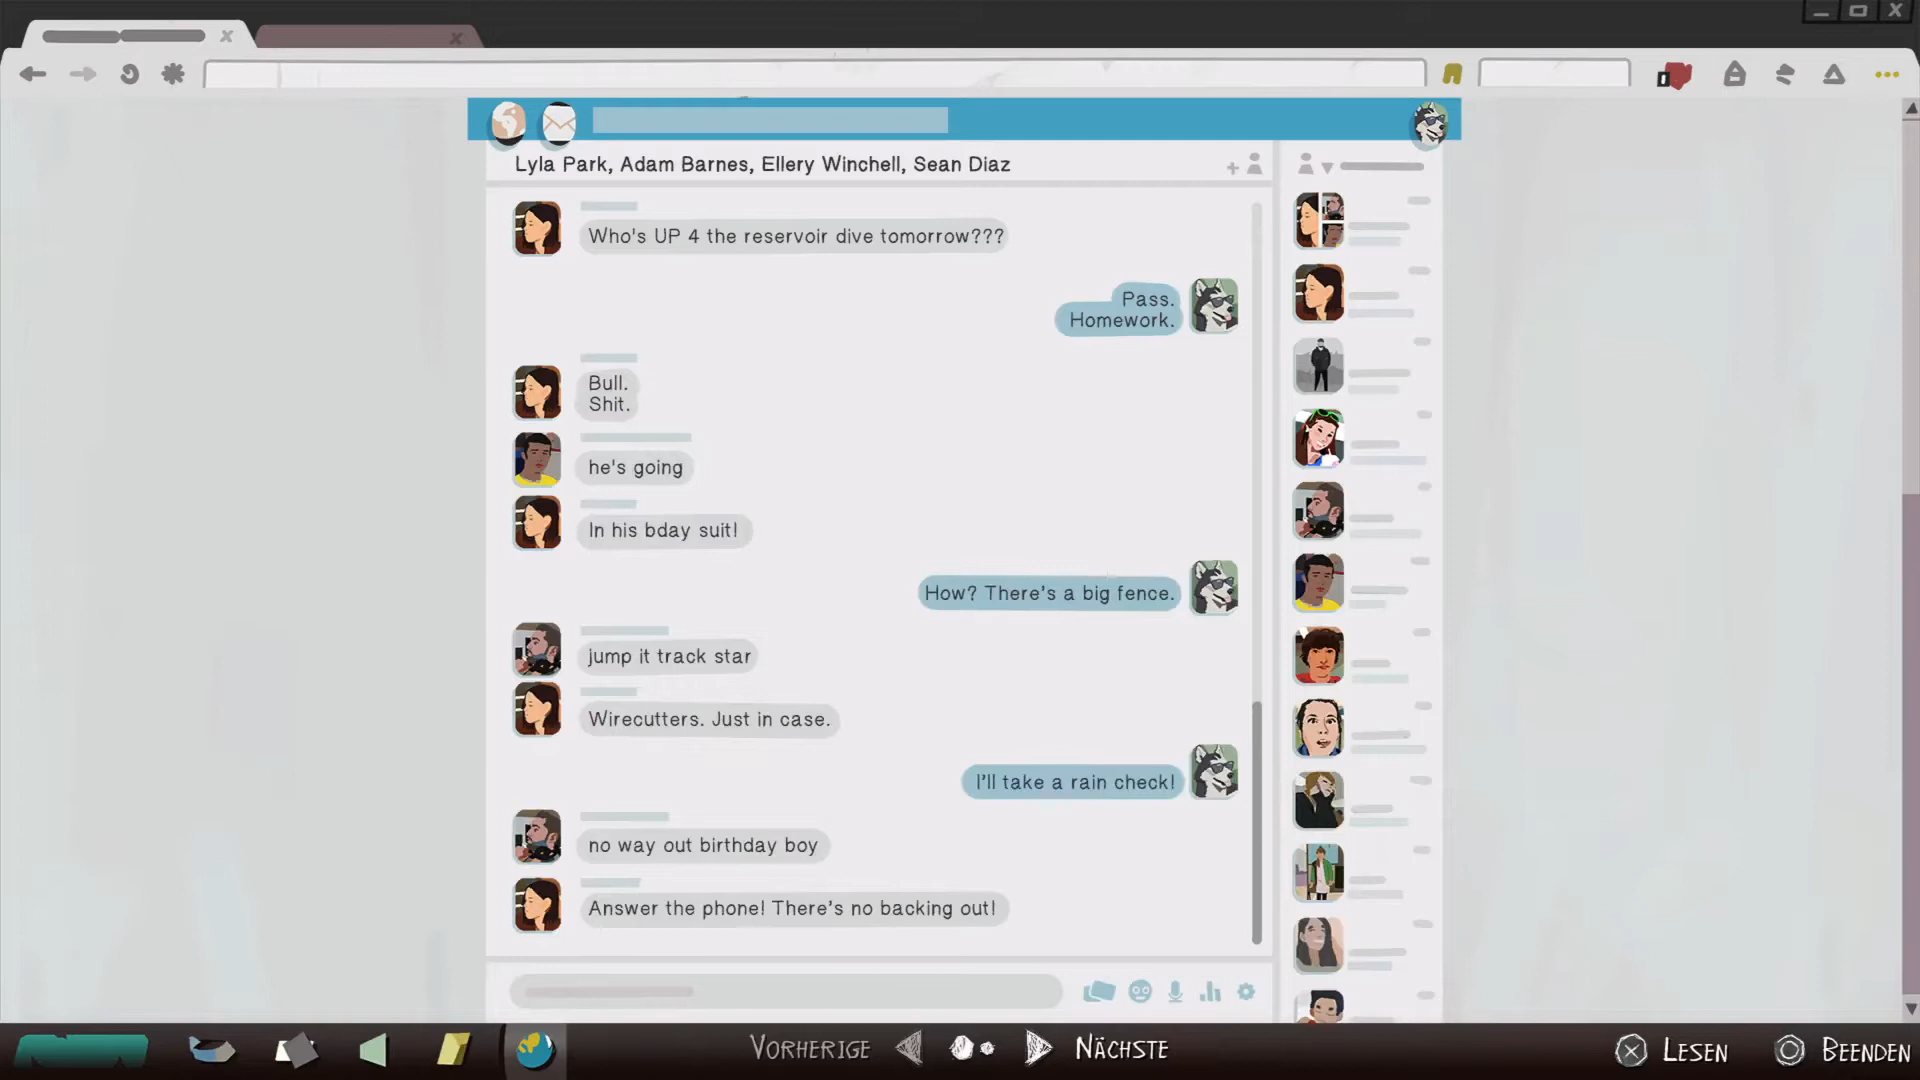 Lyla Park, Adam Barnes, Ellery Winchell, Sean Diaz
Who's UP 4 the reservoir dive tomorrow???
Pass.
Homework.
Bull.
Shit.
he's going
In his bday suit!
How? There's a big fence.
jump it track star
Wirecutters. Just in case.
I'll take a rain check!
no way out birthday boy
Answer the phone! There's no backing out!
VORHERIGE
NÄCHSTE
LESEN
BEENDEN